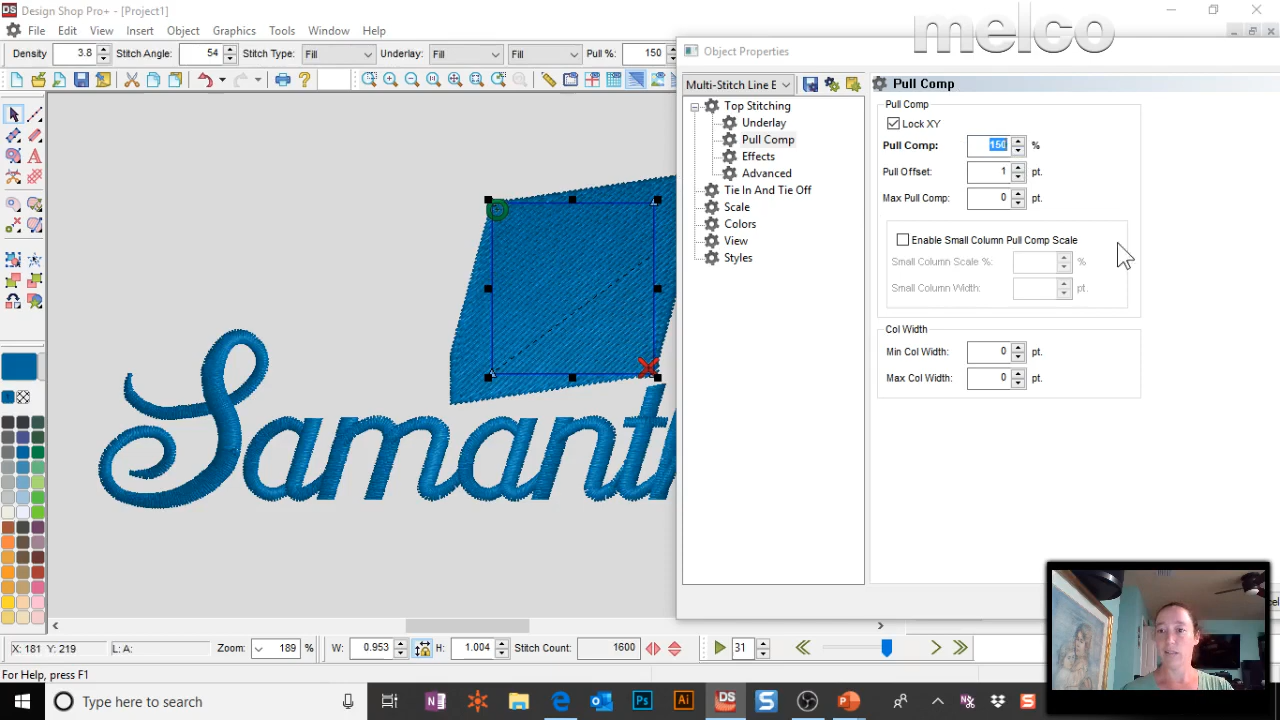 DS Design Shop Pro+ - [Project1]
melco
File Edit View Insert Object Graphics Tools Window Help
Density 3.8 Stitch Angle: 54 Stitch Type: Fill Underlay: Fill Fill Pull %: 150
Object Properties
Multi-Stitch Line E
Top Stitching
Underlay
Pull Comp
Effects
Advanced
Tie In And Tie Off
Scale
Colors
View
Styles
Pull Comp
Pull Comp
Lock XY
Pull Comp: 150 %
Pull Offset: 1 pt.
Max Pull Comp: 0 pt.
Enable Small Column Pull Comp Scale
Small Column Scale %: %
Small Column Width: pt.
Col Width
Min Col Width: 0 pt.
Max Col Width: 0 pt.
Samanth
X: 181 Y: 219 L: A: Zoom: 189 % W: 0.953 H: 1.004 Stitch Count: 1600 31
For Help, press F1
Type here to search
Ps Ai DS S